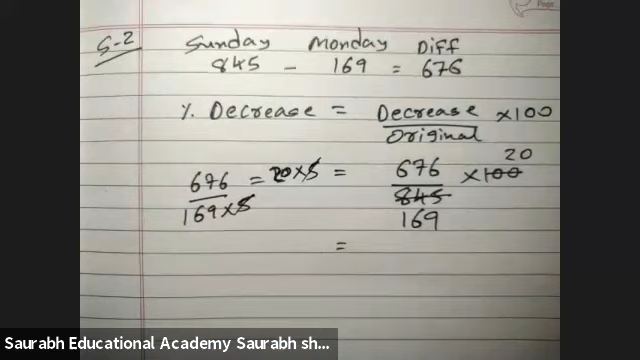 Page
S-2 Sunday Monday Diff
845 - 169 = 676
% Decrease = Decrease/Original ×100
676/169×5 = 20×5 = 676/845 ×100 20
169
=
Saurabh Educational Academy Saurabh sh...